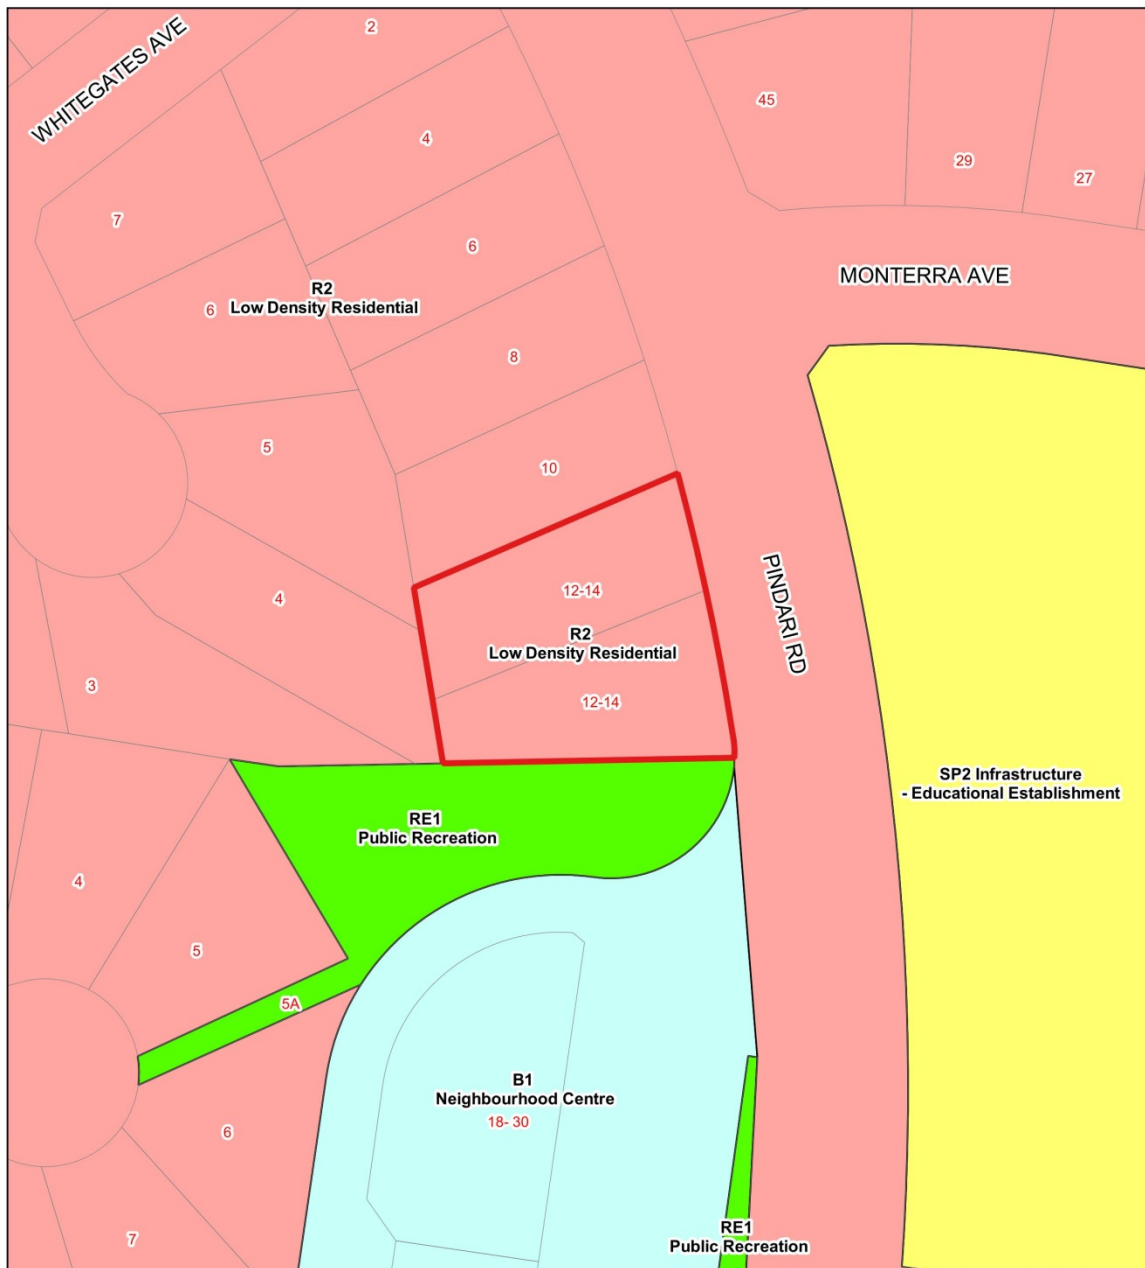 2
WHITEGATES AVE
45
4
29
27
7
6
MONTERRA AVE
R2
Low Density Residential
6
8
5
10
PINDARI RD
12-14
4
R2
Low Density Residential
3
12-14
SP2 Infrastructure
- Educational Establishment
RE1
Public Recreation
4
5
5A
B1
Neighbourhood Centre
18- 30
6
RE1
Public Recreation
7